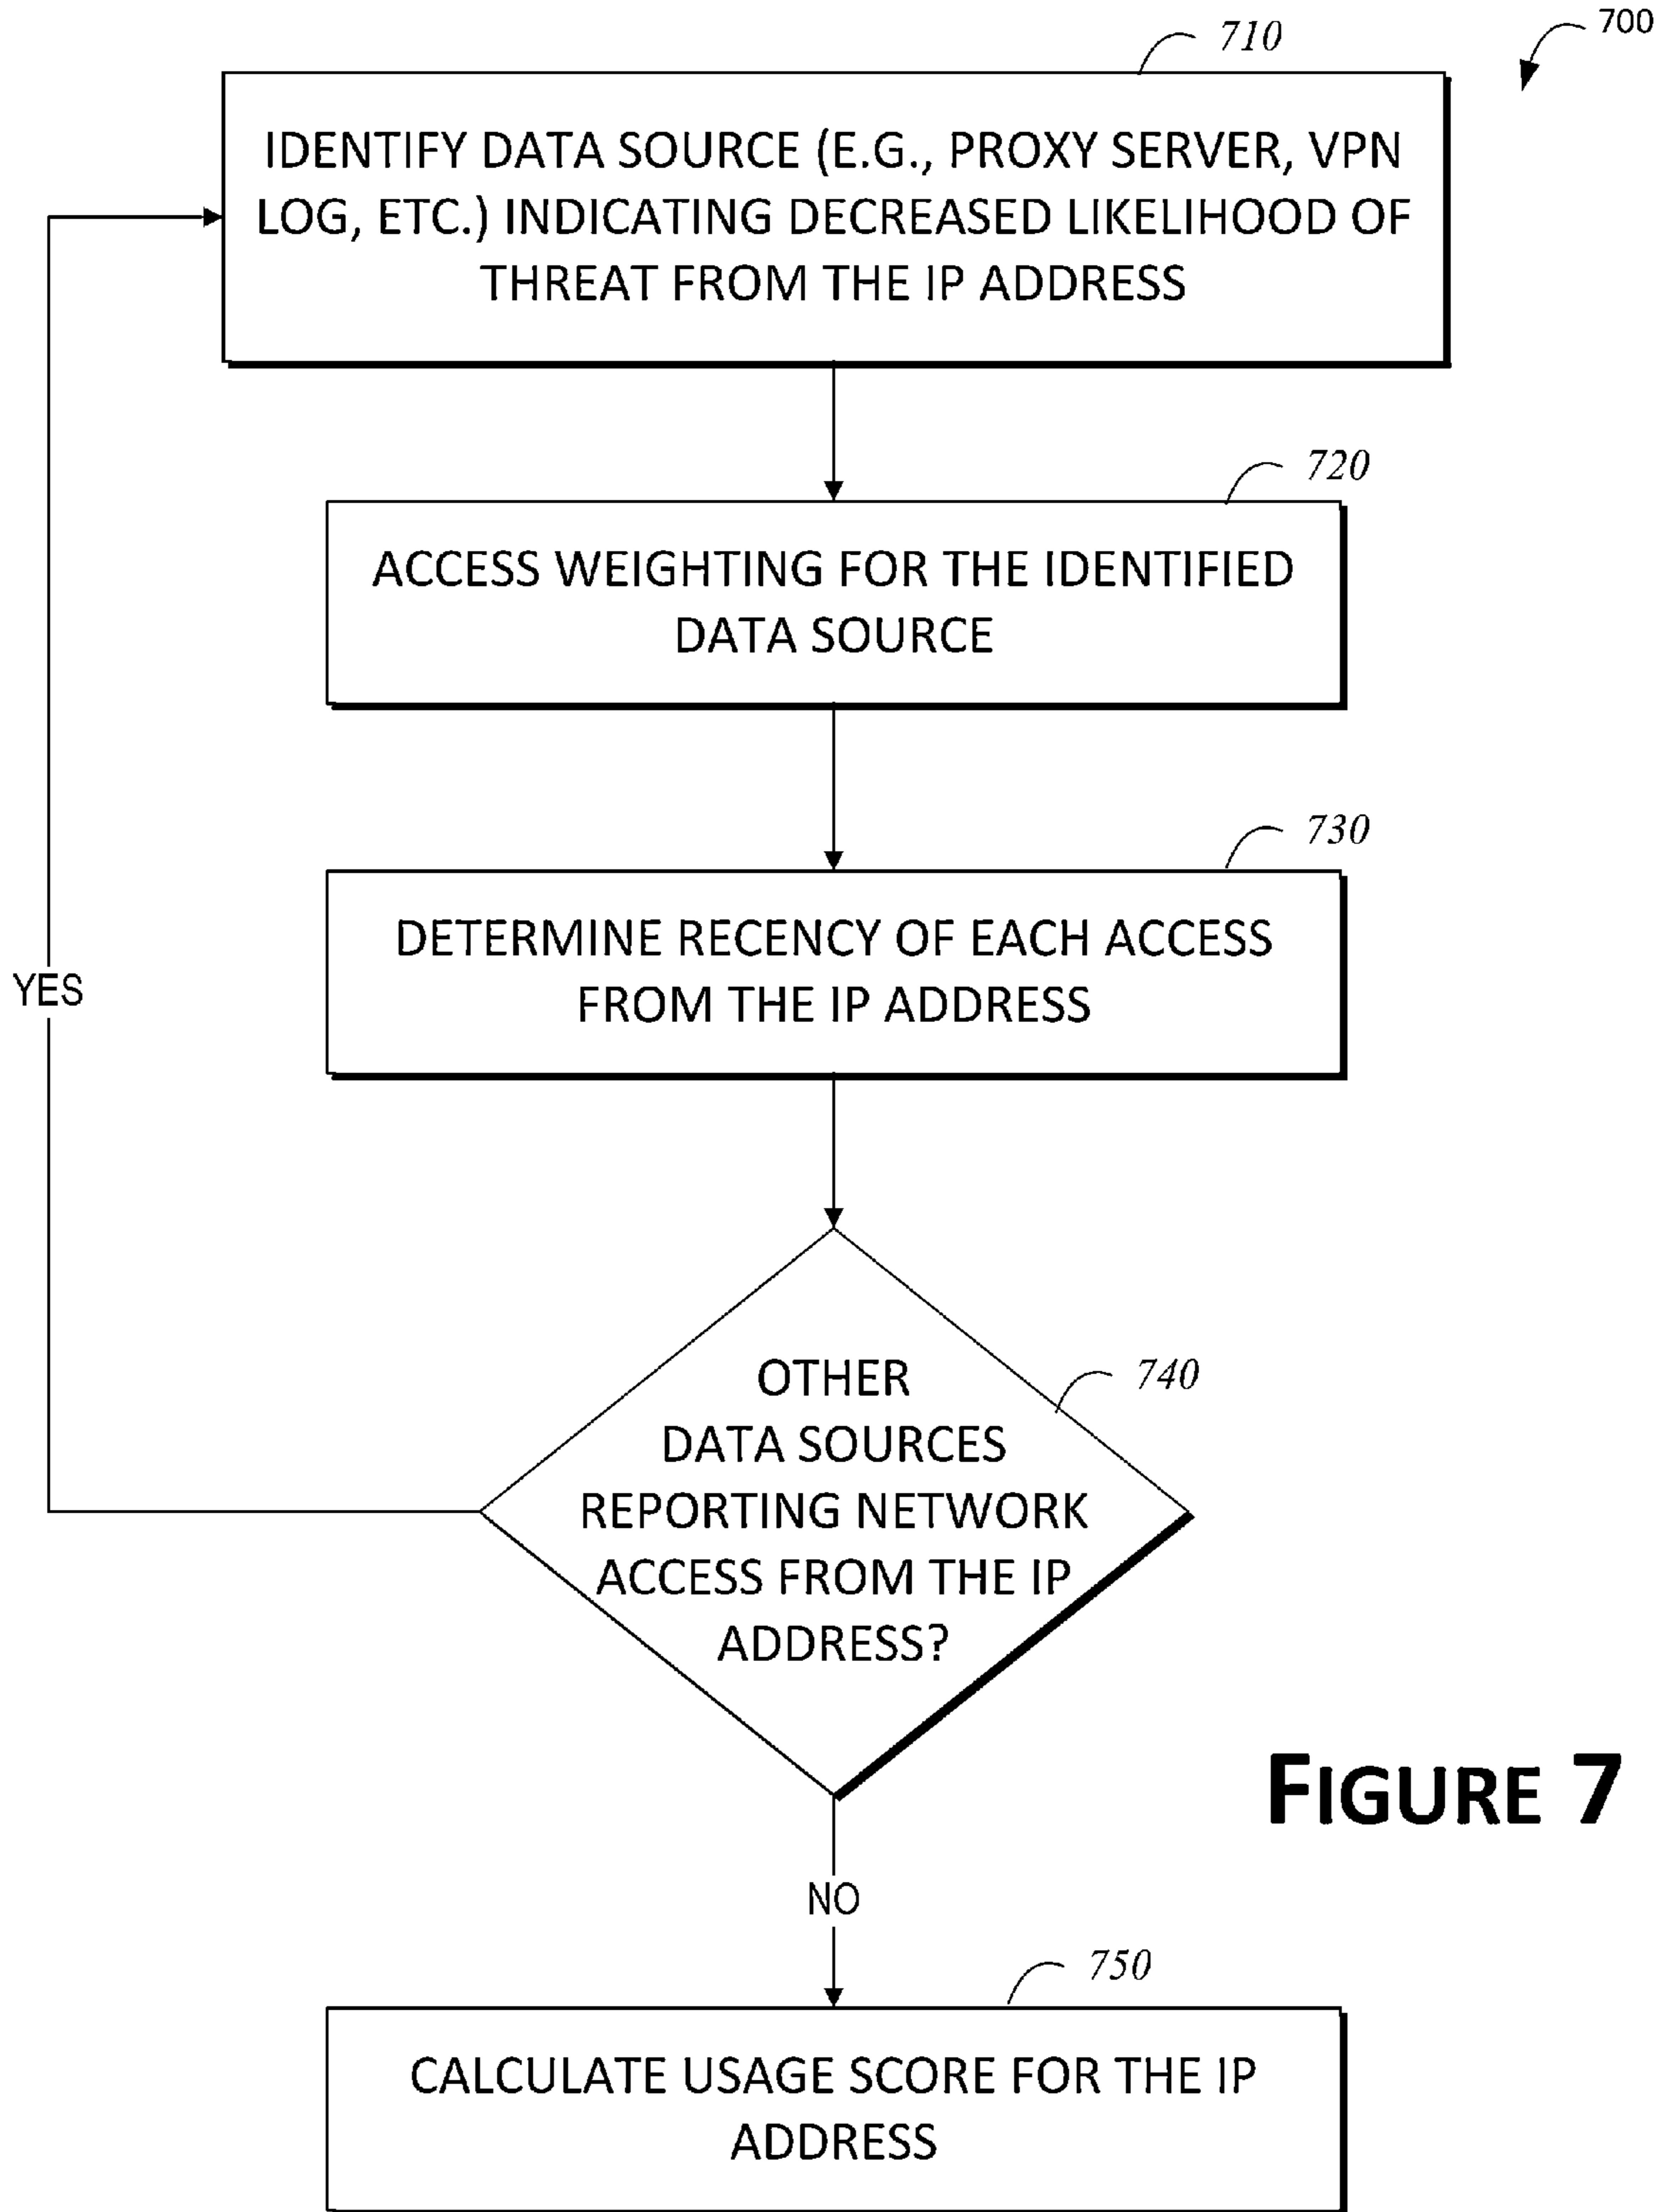 700
710
IDENTIFY DATA SOURCE (E.G., PROXY SERVER, VPN
LOG, ETC.) INDICATING DECREASED LIKELIHOOD OF
THREAT FROM THE IP ADDRESS
720
ACCESS WEIGHTING FOR THE IDENTIFIED
DATA SOURCE
730
DETERMINE RECENCY OF EACH ACCESS
FROM THE IP ADDRESS
YES
740
OTHER
DATA SOURCES
REPORTING NETWORK
ACCESS FROM THE IP
ADDRESS?
FIGURE 7
NO
750
CALCULATE USAGE SCORE FOR THE IP
ADDRESS